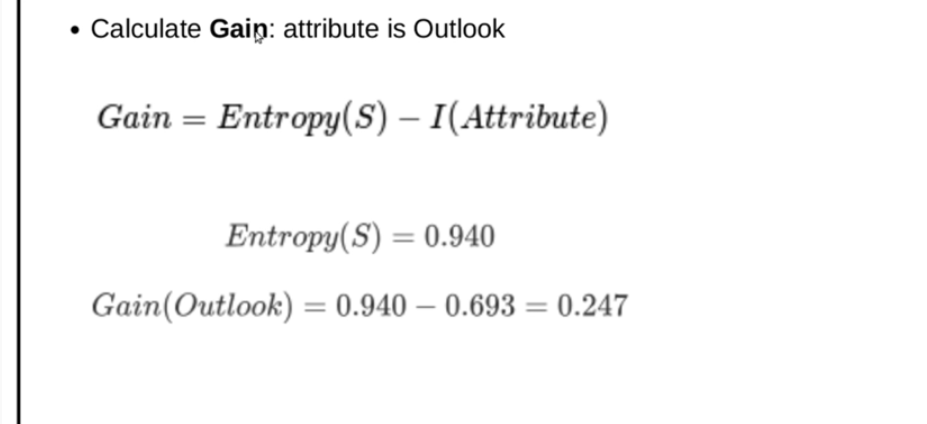 • Calculate Gain: attribute is Outlook
Gain = Entropy(S) − I(Attribute)
Entropy(S) = 0.940
Gain(Outlook) = 0.940 − 0.693 = 0.247